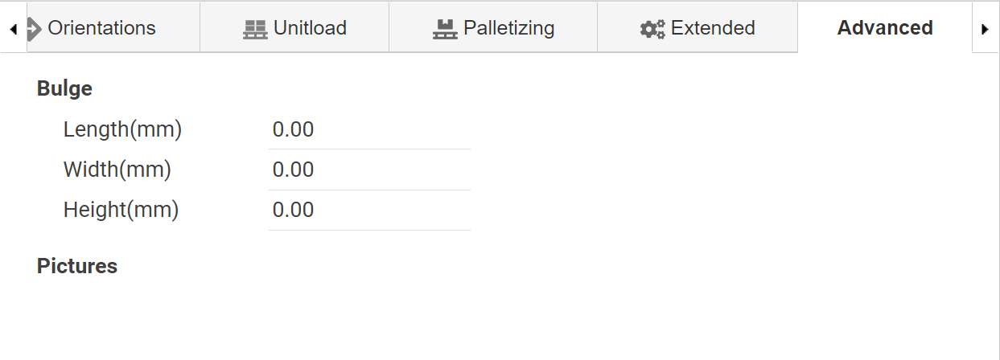 Orientations Unitload Palletizing Extended Advanced
Bulge
Length(mm) 0.00
Width(mm) 0.00
Height(mm) 0.00
Pictures